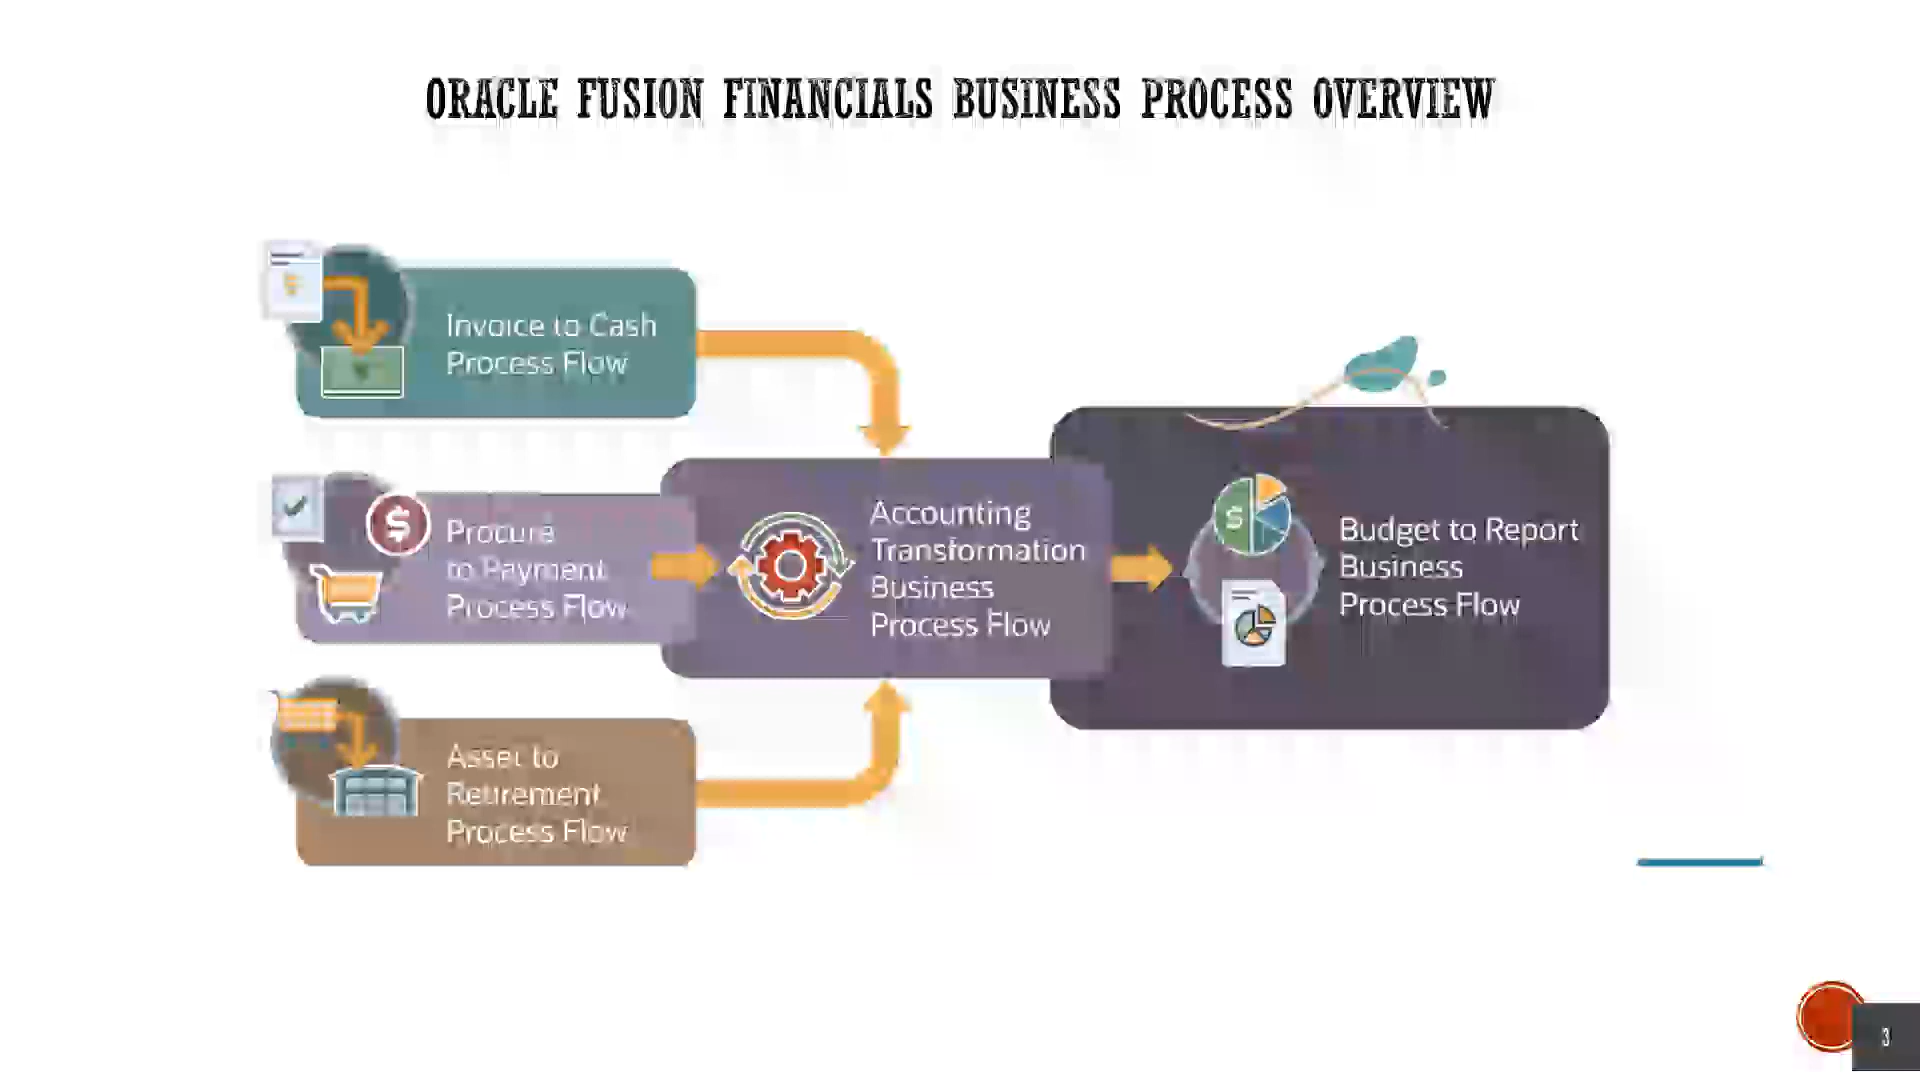 ORACLE FUSION FINANCIALS BUSINESS PROCESS OVERVIEW
Invoice to Cash
Process Flow
Procure
to Payment
Process Flow
Asset to
Retirement
Process Flow
$
Accounting
Transformation
Business
Process Flow
$
Budget to Report
Business
Process Flow
3